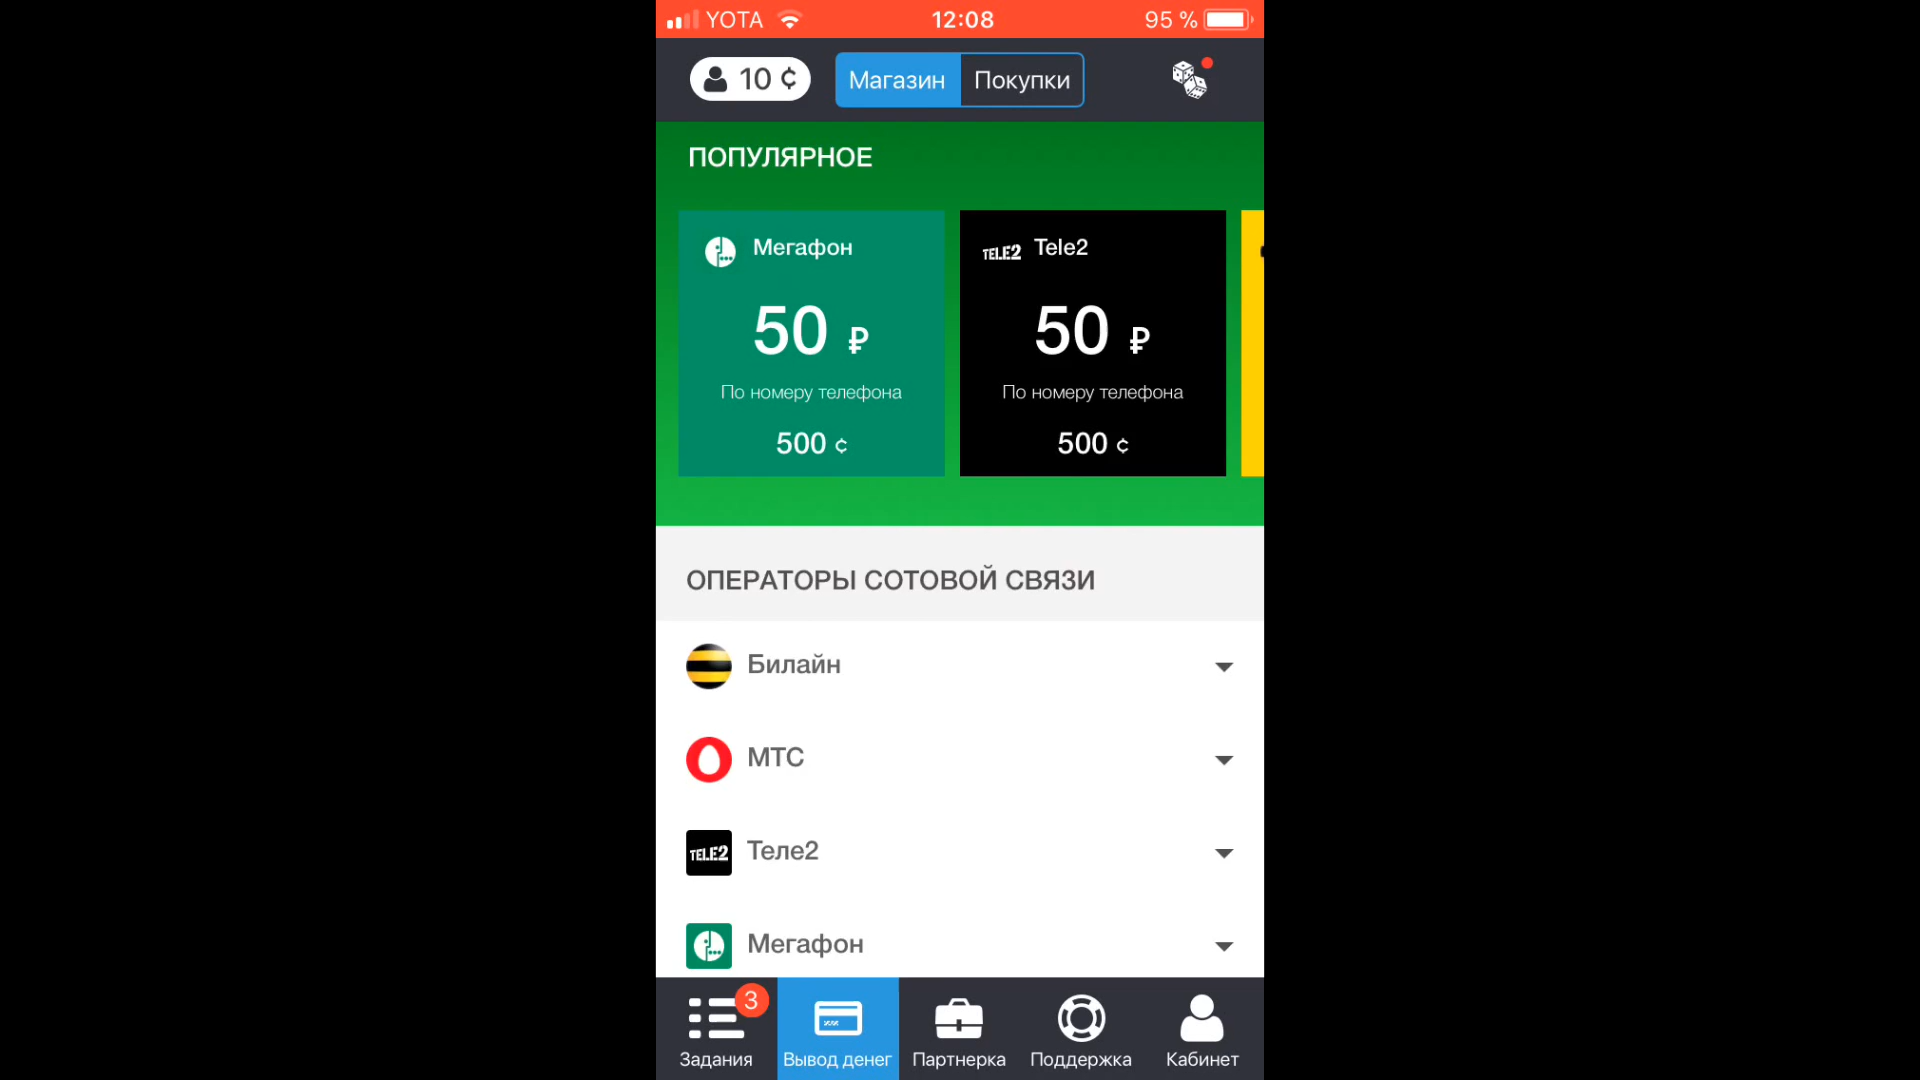 YOTA 12:08 95 %
10 ¢ Магазин Покупки
ПОПУЛЯРНОЕ
Мегафон
50 ₽
По номеру телефона
500 ¢
TELE2 Tele2
50 ₽
По номеру телефона
500 ¢
ОПЕРАТОРЫ СОТОВОЙ СВЯЗИ
Билайн
МТС
TELE2 Теле2
Мегафон
3
Задания Вывод денег Партнерка Поддержка Кабинет